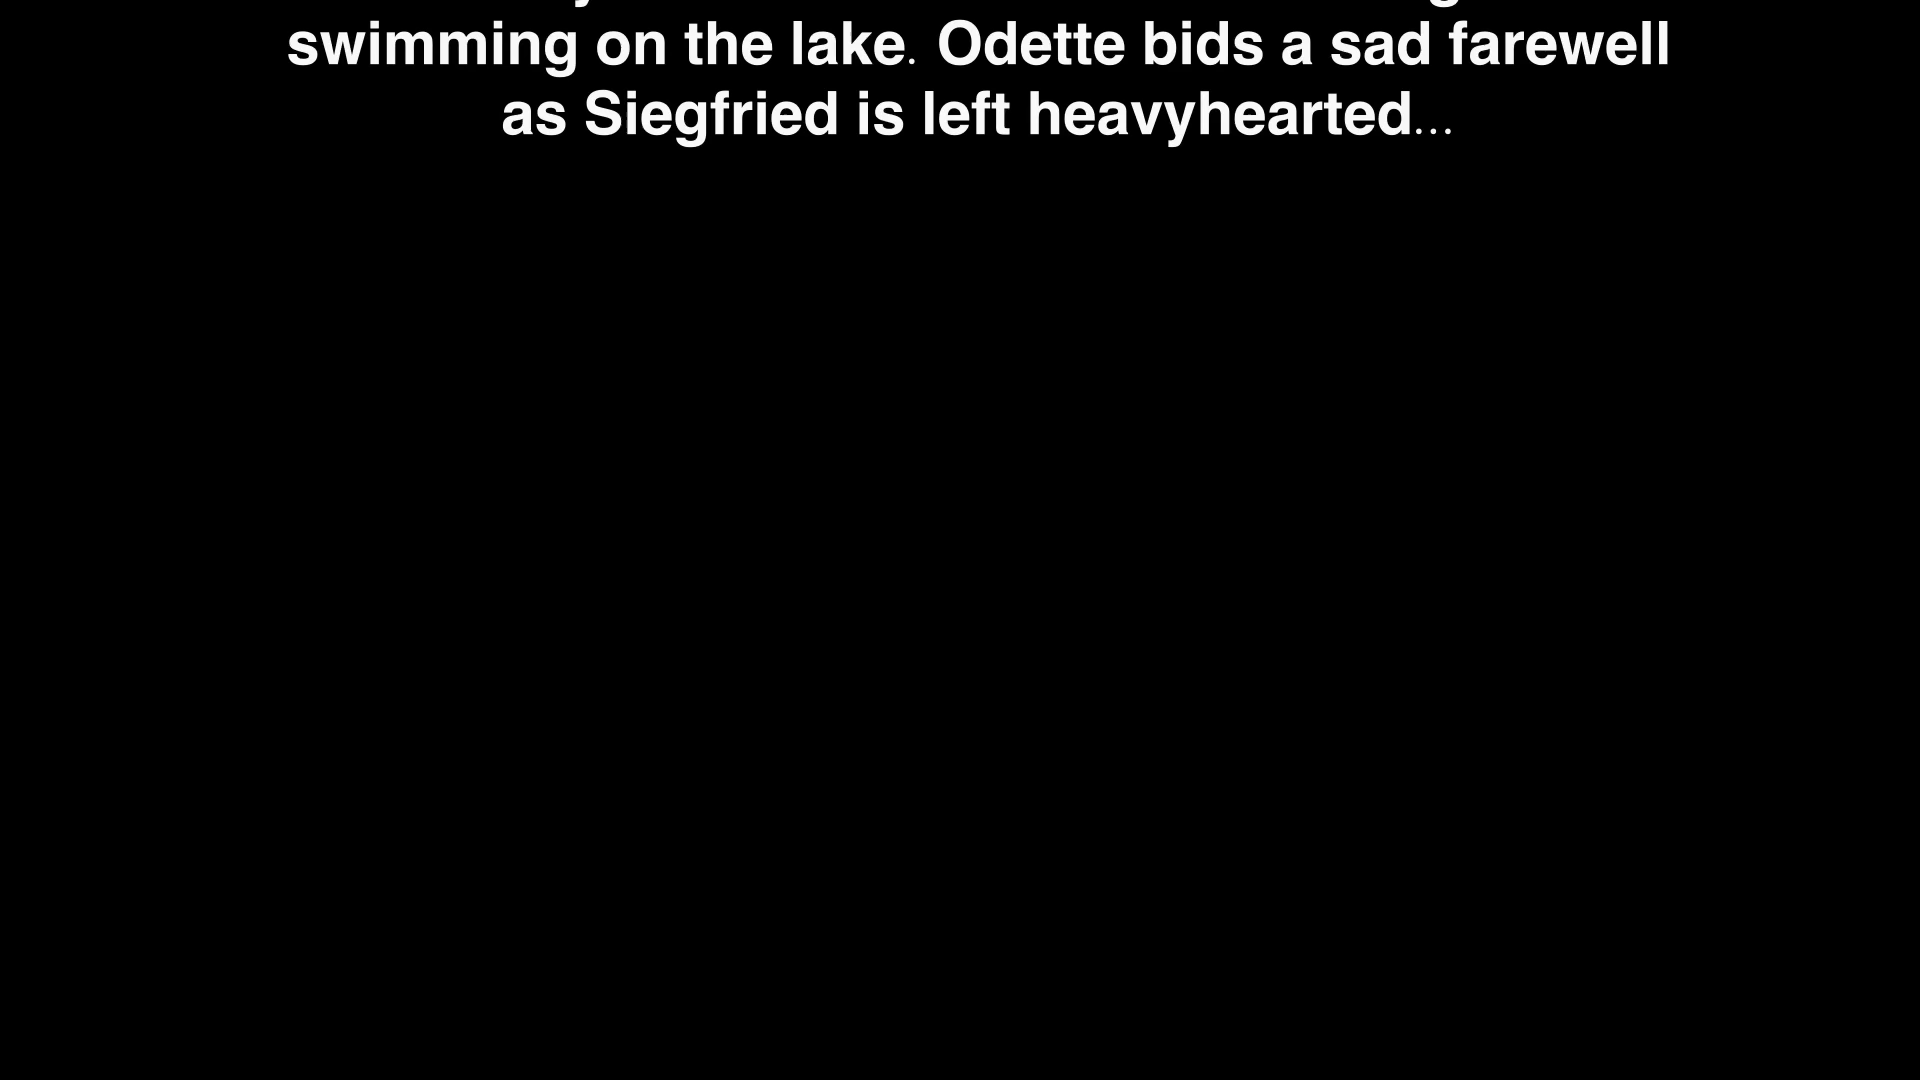 swimming on the lake. Odette bids a sad farewell
as Siegfried is left heavyhearted...